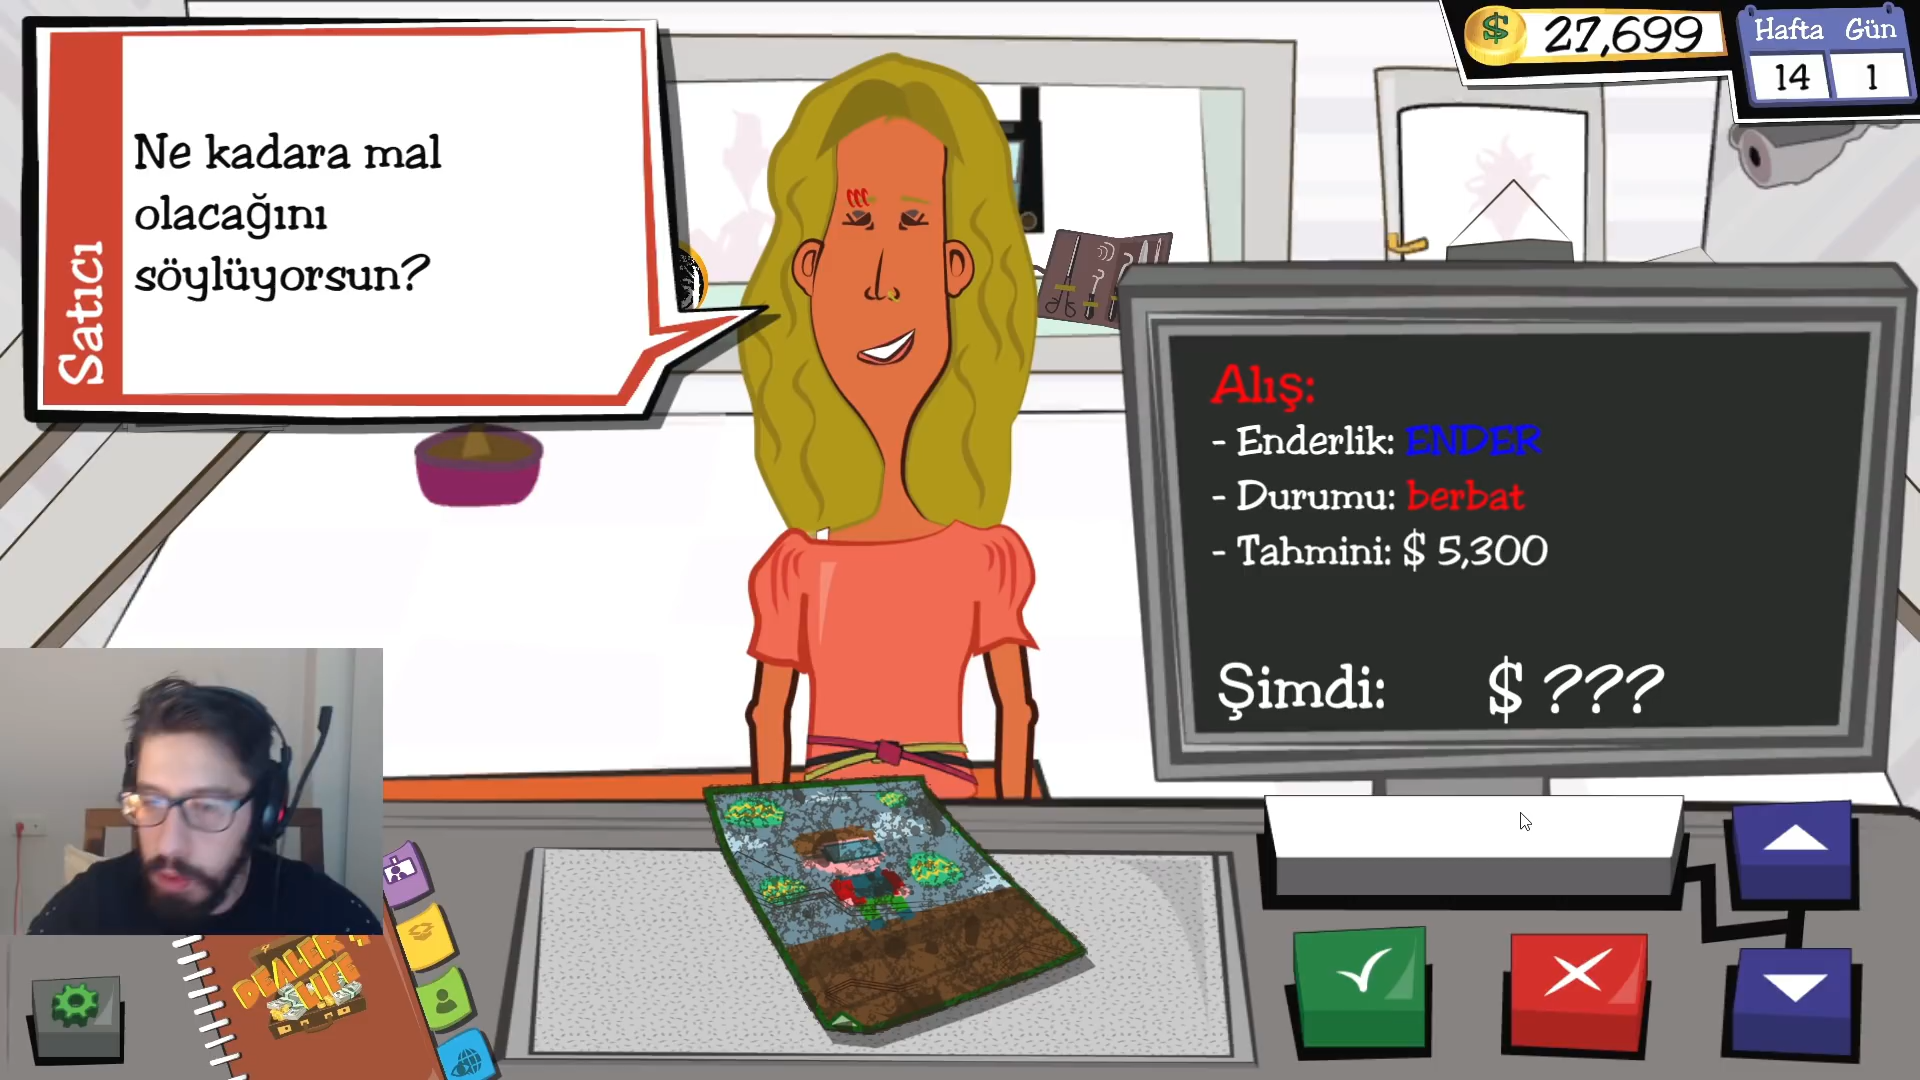 27,699
Hafta Gün
14 1
Satıcı
Ne kadara mal
olacağını
söylüyorsun?
Alış:
- Enderlik: ENDER
- Durumu: berbat
- Tahmini: $ 5,300
Şimdi: $ ???
DEALER'S
LIFE